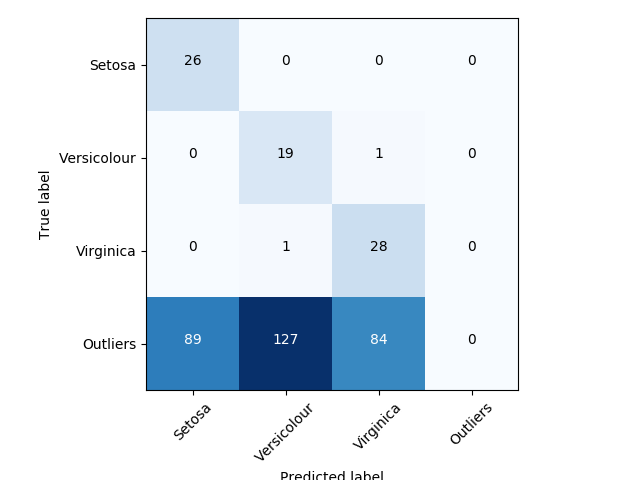 Setosa 26 0 0 0
Versicolour 0 19 1 0
Virginica 0 1 28 0
Outliers 89 127 84 0
Setosa Versicolour Virginica Outliers
True label
Predicted label